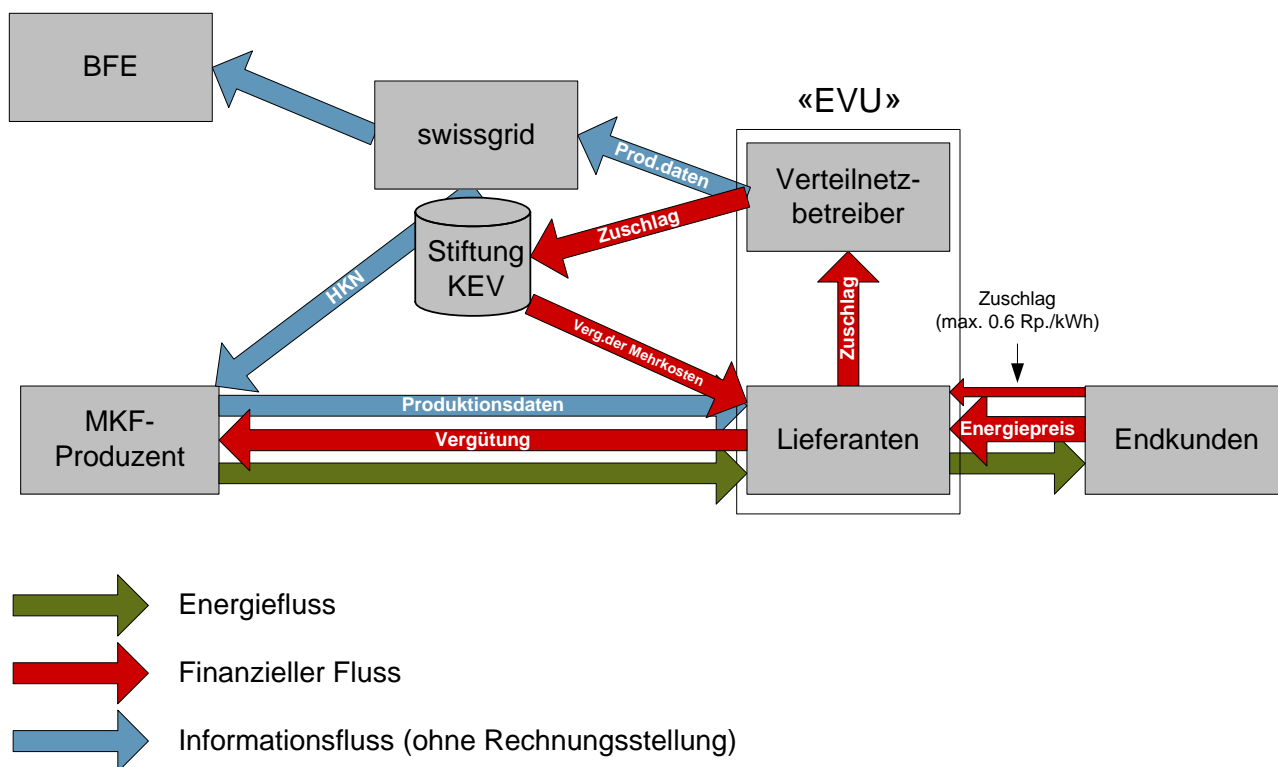 BFE
swissgrid
«EVU»
Prod.daten
Verteilnetz-
betreiber
Zuschlag
Stiftung
KEV
HKN
Verg.der Mehrkosten
Zuschlag
Zuschlag
(max. 0.6 Rp./kWh)
MKF-
Produzent
Produktionsdaten
Vergütung
Lieferanten
Energiepreis
Endkunden
Energiefluss
Finanzieller Fluss
Informationsfluss (ohne Rechnungsstellung)